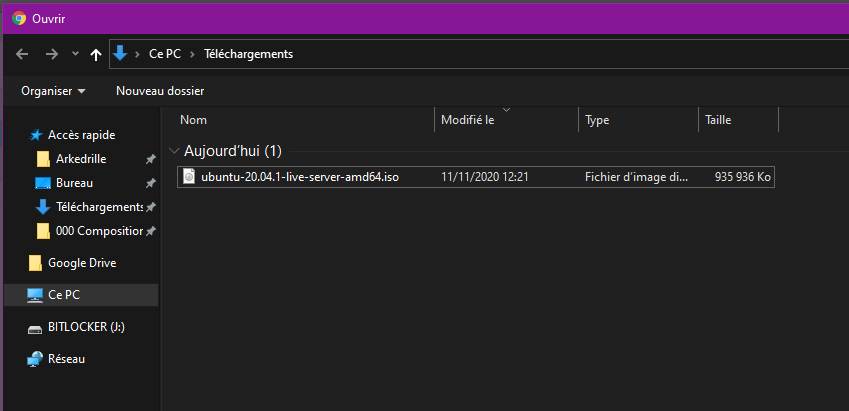 Ouvrir
Ce PC > Téléchargements
Organiser
Nouveau dossier
Nom
Modifié le
Type
Taille
Accès rapide
Arkedrille
Bureau
Téléchargements
000 Composition
Google Drive
Ce PC
BITLOCKER (J:)
Réseau
Aujourd'hui (1)
ubuntu-20.04.1-live-server-amd64.iso
11/11/2020 12:21
Fichier d'image di...
935 936 Ko